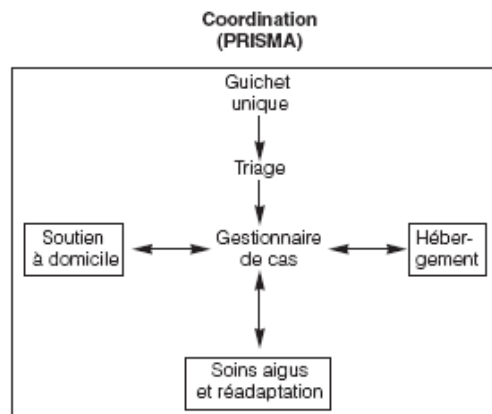 Coordination
(PRISMA)
Guichet
unique
Triage
Soutien
à domicile
Gestionnaire
de cas
Héber-
gement
Soins aigus
et réadaptation